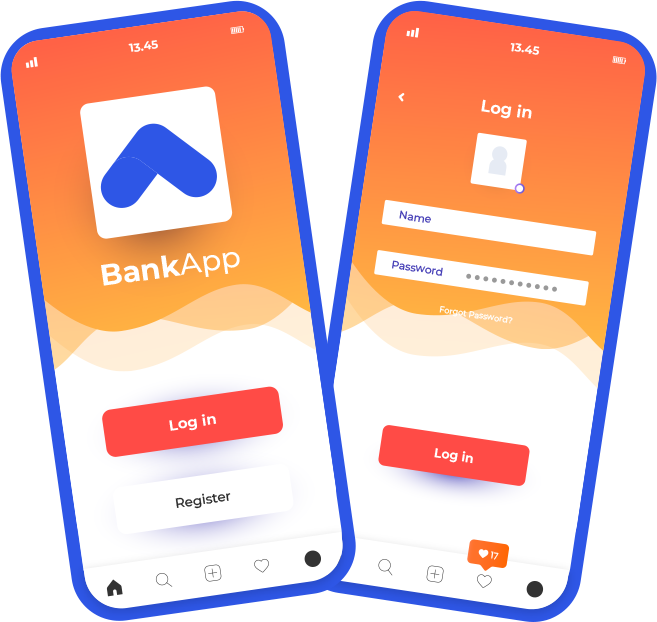 13.45
BankApp
Log in
Register
13.45
Log in
Name
Password
Forgot Password?
Log in
17